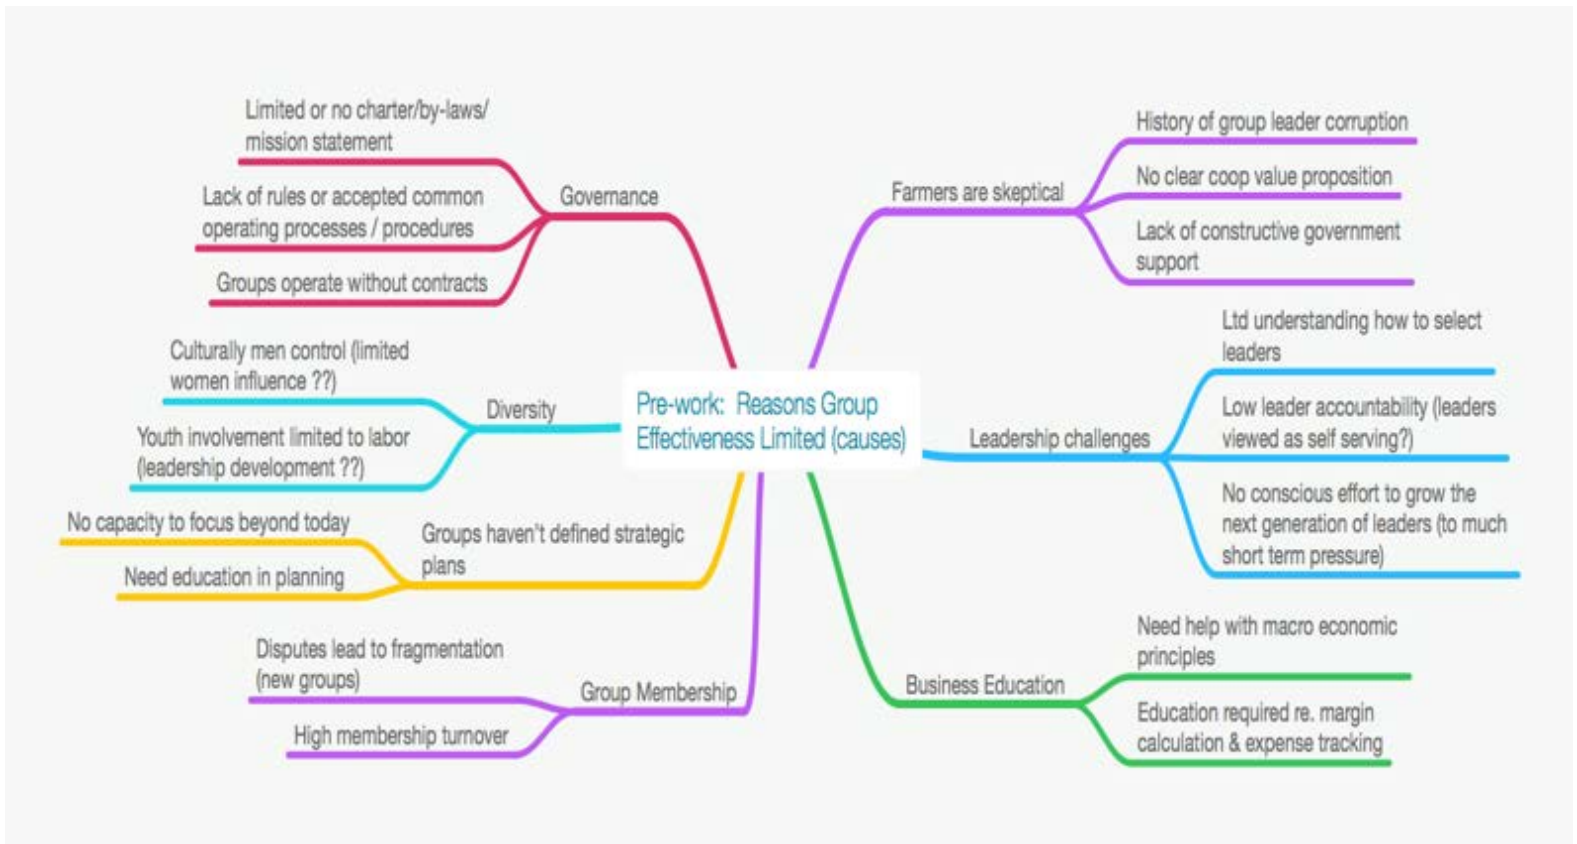 Pre-work:  Reasons Group
Effectiveness Limited (causes)
Governance
Limited or no charter/by-laws/
mission statement
Lack of rules or accepted common
operating processes / procedures
Groups operate without contracts
Diversity
Culturally men control (limited
women influence ??)
Youth involvement limited to labor
(leadership development ??)
Groups haven't defined strategic
plans
No capacity to focus beyond today
Need education in planning
Group Membership
Disputes lead to fragmentation
(new groups)
High membership turnover
Farmers are skeptical
History of group leader corruption
No clear coop value proposition
Lack of constructive government
support
Leadership challenges
Ltd understanding how to select
leaders
Low leader accountability (leaders
viewed as self serving?)
No conscious effort to grow the
next generation of leaders (to much
short term pressure)
Business Education
Need help with macro economic
principles
Education required re. margin
calculation & expense tracking